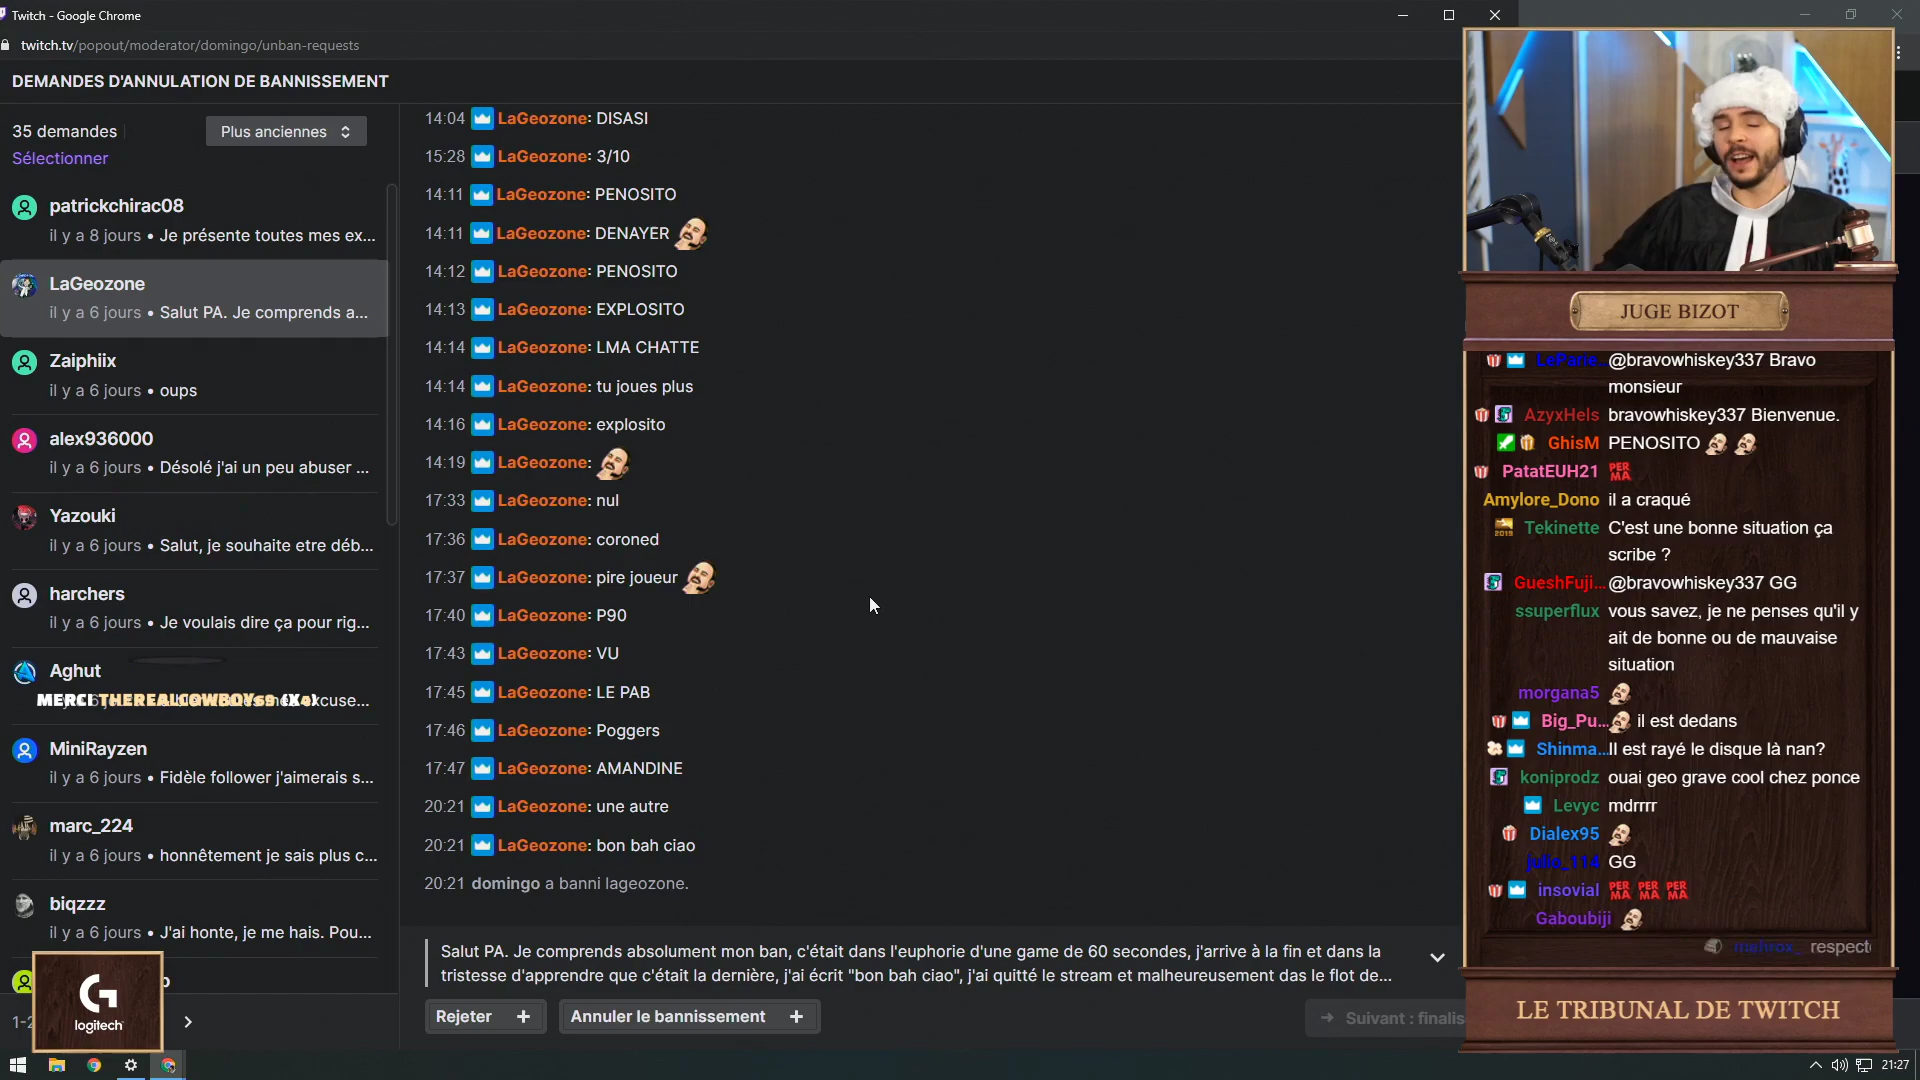 Twitch - Google Chrome
twitch.tv/popout/moderator/domingo/unban-requests
DEMANDES D'ANNULATION DE BANNISSEMENT
35 demandes
Plus anciennes
Sélectionner
patrickchirac08
il y a 8 jours • Je présente toutes mes ex...
LaGeozone
il y a 6 jours • Salut PA. Je comprends a...
Zaiphiix
il y a 6 jours • oups
alex936000
il y a 6 jours • Désolé j'ai un peu abuser ...
Yazouki
il y a 6 jours • Salut, je souhaite etre déb...
harchers
il y a 6 jours • Je voulais dire ça pour rig...
Aghut
MERCI THEREALCOWBOY69 (X4)
xcuse...
MiniRayzen
il y a 6 jours • Fidèle follower j'aimerais s...
marc_224
il y a 6 jours • honnêtement je sais plus c...
biqzzz
il y a 6 jours • J'ai honte, je me hais. Pou...
logitech
14:04 LaGeozone: DISASI
15:28 LaGeozone: 3/10
14:11 LaGeozone: PENOSITO
14:11 LaGeozone: DENAYER
14:12 LaGeozone: PENOSITO
14:13 LaGeozone: EXPLOSITO
14:14 LaGeozone: LMA CHATTE
14:14 LaGeozone: tu joues plus
14:16 LaGeozone: explosito
14:19 LaGeozone:
17:33 LaGeozone: nul
17:36 LaGeozone: coroned
17:37 LaGeozone: pire joueur
17:40 LaGeozone: P90
17:43 LaGeozone: VU
17:45 LaGeozone: LE PAB
17:46 LaGeozone: Poggers
17:47 LaGeozone: AMANDINE
20:21 LaGeozone: une autre
20:21 LaGeozone: bon bah ciao
20:21 domingo a banni lageozone.
Salut PA. Je comprends absolument mon ban, c'était dans l'euphorie d'une game de 60 secondes, j'arrive à la fin et dans la
tristesse d'apprendre que c'était la dernière, j'ai écrit "bon bah ciao", j'ai quitté le stream et malheureusement das le flot de...
Rejeter +
Annuler le bannissement +
→ Suivant : finalis
JUGE BIZOT
LeParie... @bravowhiskey337 Bravo
monsieur
AzyxHels bravowhiskey337 Bienvenue.
GhisM PENOSITO
PatatEUH21 PERMA
Amylore_Dono il a craqué
2019 Tekinette C'est une bonne situation ça
scribe ?
GueshFuji... @bravowhiskey337 GG
ssuperflux vous savez, je ne penses qu'il y
ait de bonne ou de mauvaise
situation
morgana5
Big_Pu... il est dedans
Shinma... Il est rayé le disque là nan?
koniprodz ouai geo grave cool chez ponce
Levyc mdrrrr
Dialex95
julio_114 GG
insovial PERMA PERMA PERMA
Gaboubiji
respect
LE TRIBUNAL DE TWITCH
21:27